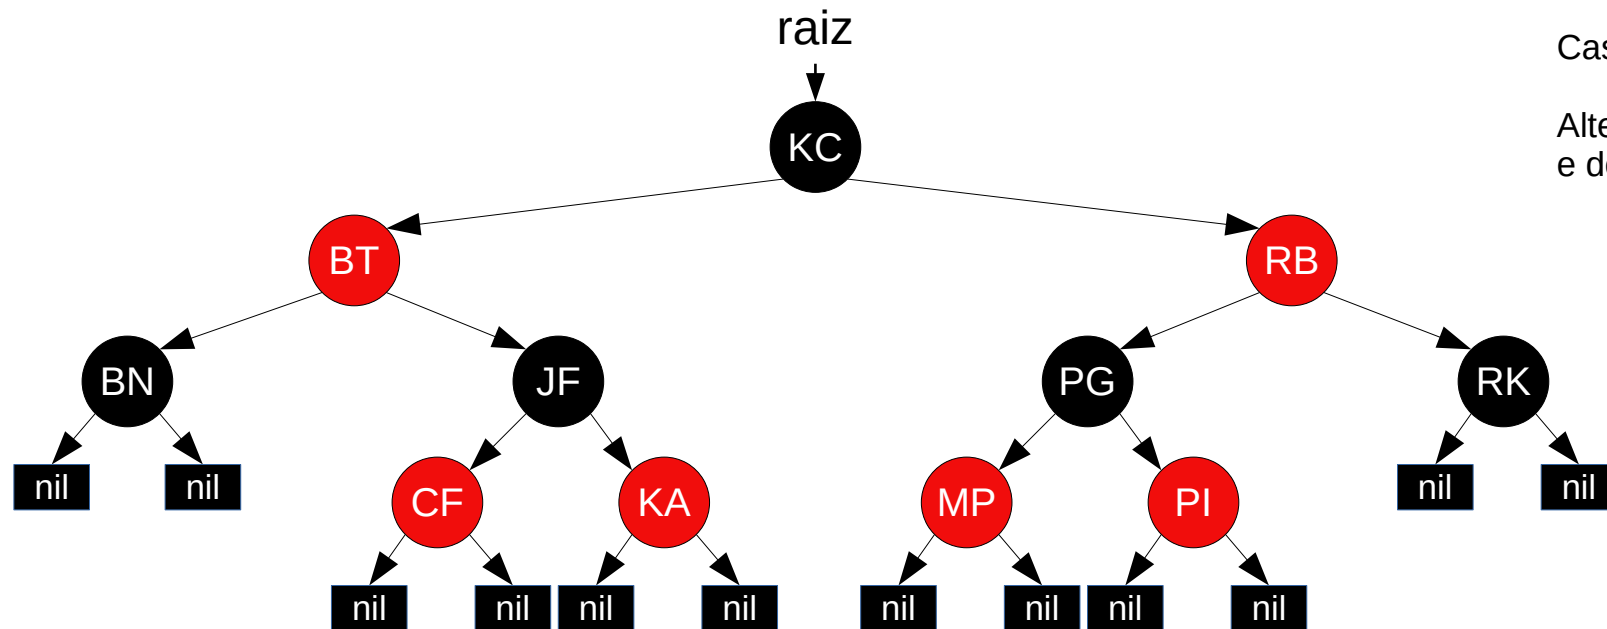 raiz
KC
BT
RB
BN
JF
PG
RK
nil
nil
CF
KA
MP
PI
nil
nil
nil
nil
nil
nil
nil
nil
nil
nil